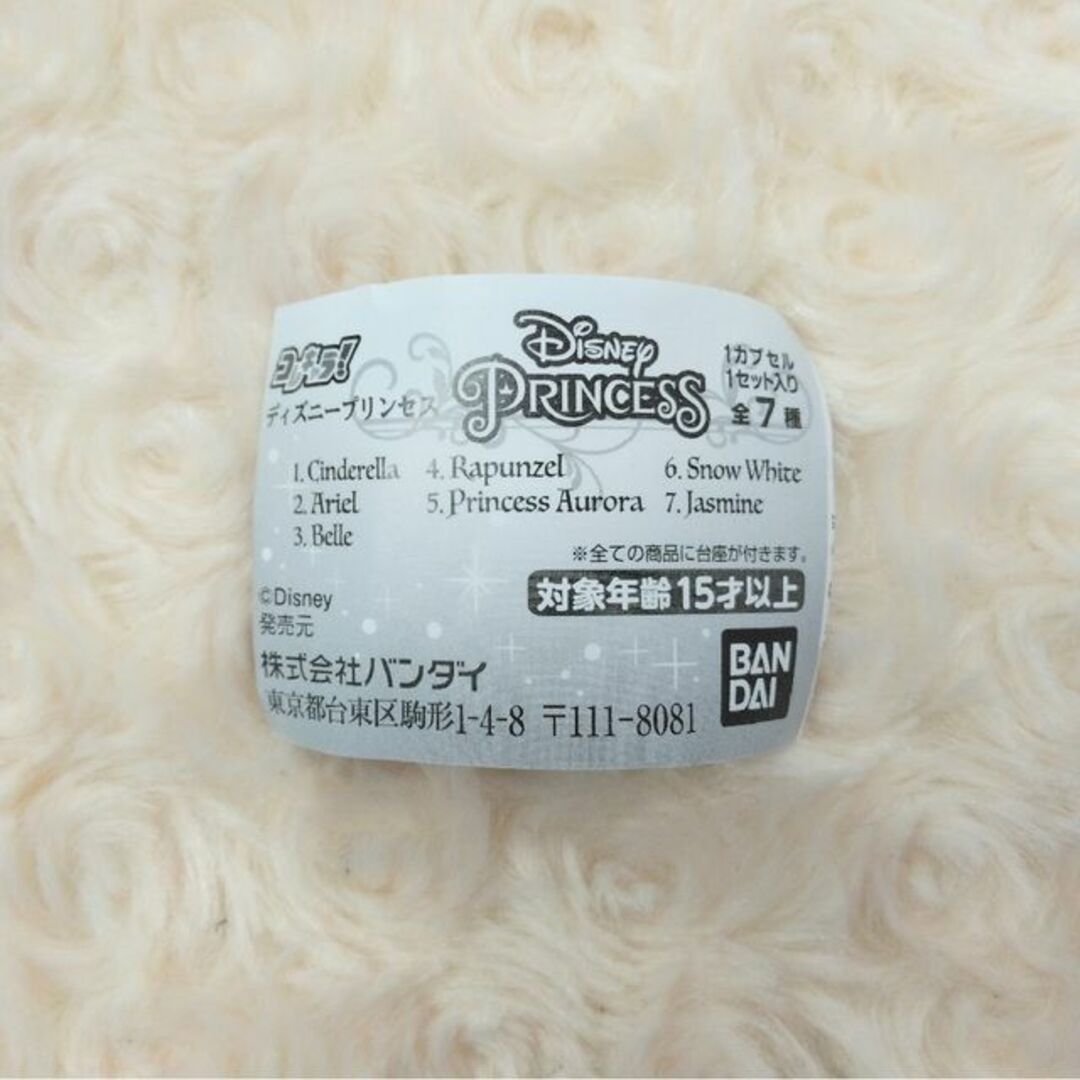 コレキャラ!
ディズニープリンセス
Disney
PRINCESS
1カプセル
1セット入り
全7種
1. Cinderella
2. Ariel
3. Belle
4. Rapunzel
5. Princess Aurora
6. Snow White
7. Jasmine
※全ての商品に台座が付きます。
対象年齢15才以上
©Disney
発売元
株式会社バンダイ
東京都台東区駒形1-4-8 〒111-8081
BAN
DAI